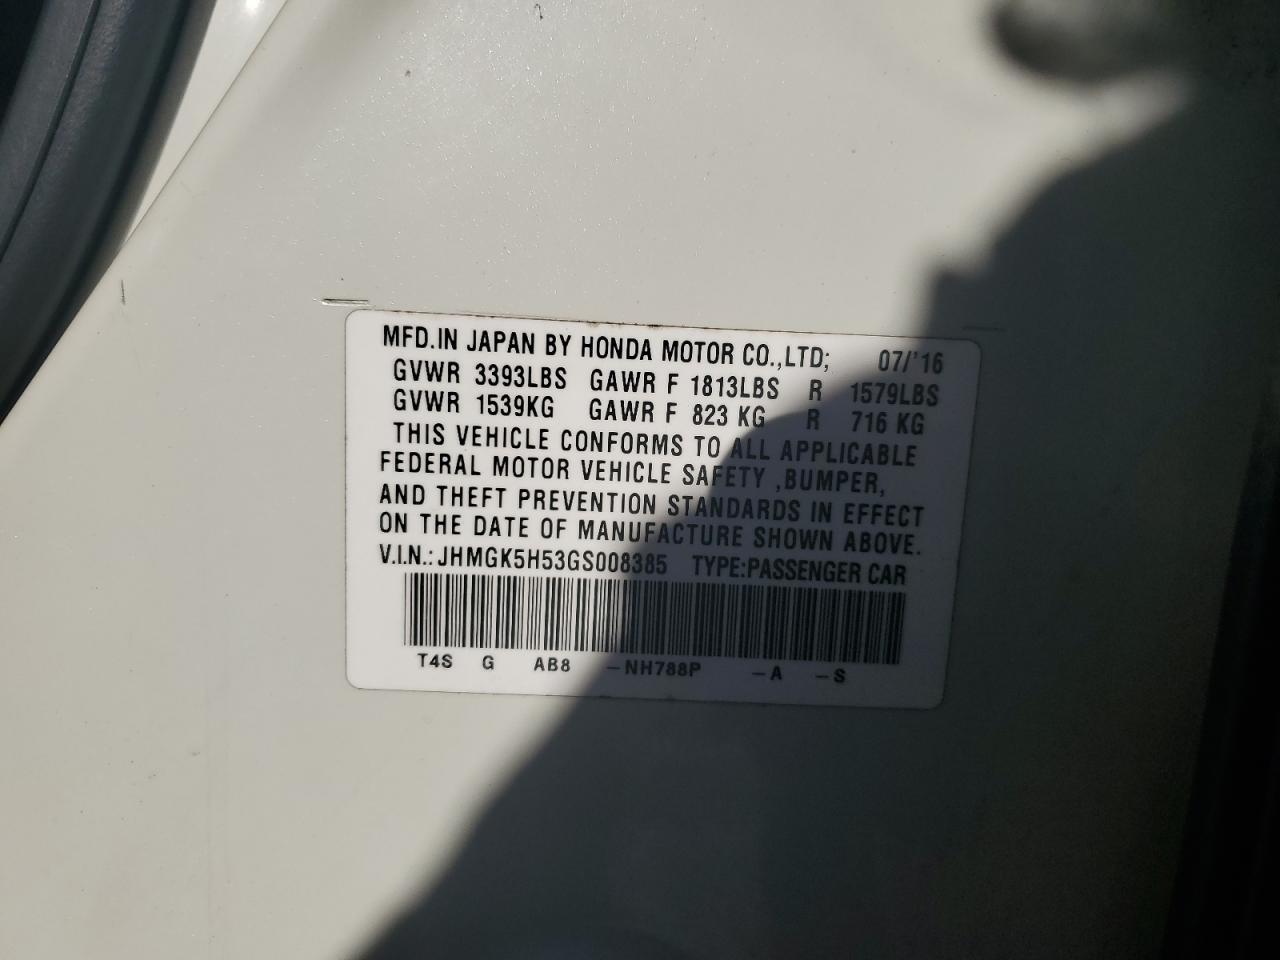 MFD.IN JAPAN BY HONDA MOTOR CO.,LTD; 07/'16
GVWR 3393LBS GAWR F 1813LBS R 1579LBS
GVWR 1539KG GAWR F 823 KG R 716 KG
THIS VEHICLE CONFORMS TO ALL APPLICABLE
FEDERAL MOTOR VEHICLE SAFETY ,BUMPER,
AND THEFT PREVENTION STANDARDS IN EFFECT
ON THE DATE OF MANUFACTURE SHOWN ABOVE.
V.I.N.: JHMGK5H53GS008385 TYPE:PASSENGER CAR
T4S G AB8 -NH788P -A -S